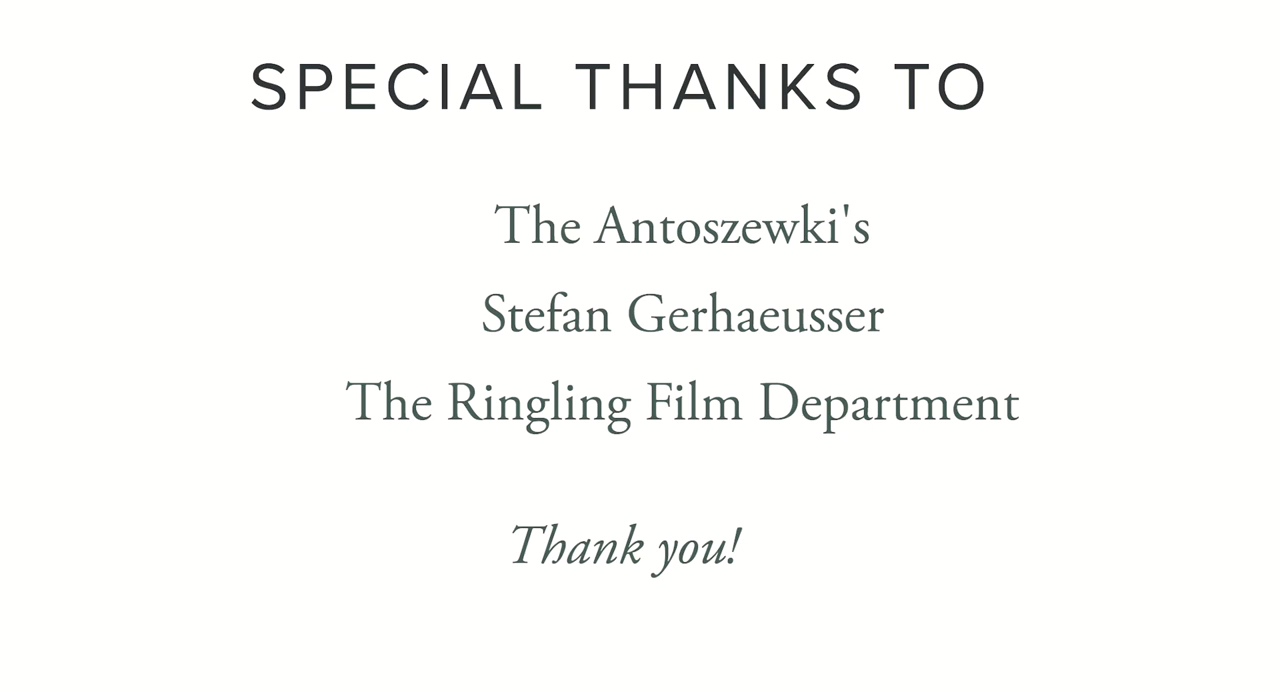 SPECIAL THANKS TO
The Antoszewki's
Stefan Gerhaeusser
The Ringling Film Department
Thank you!